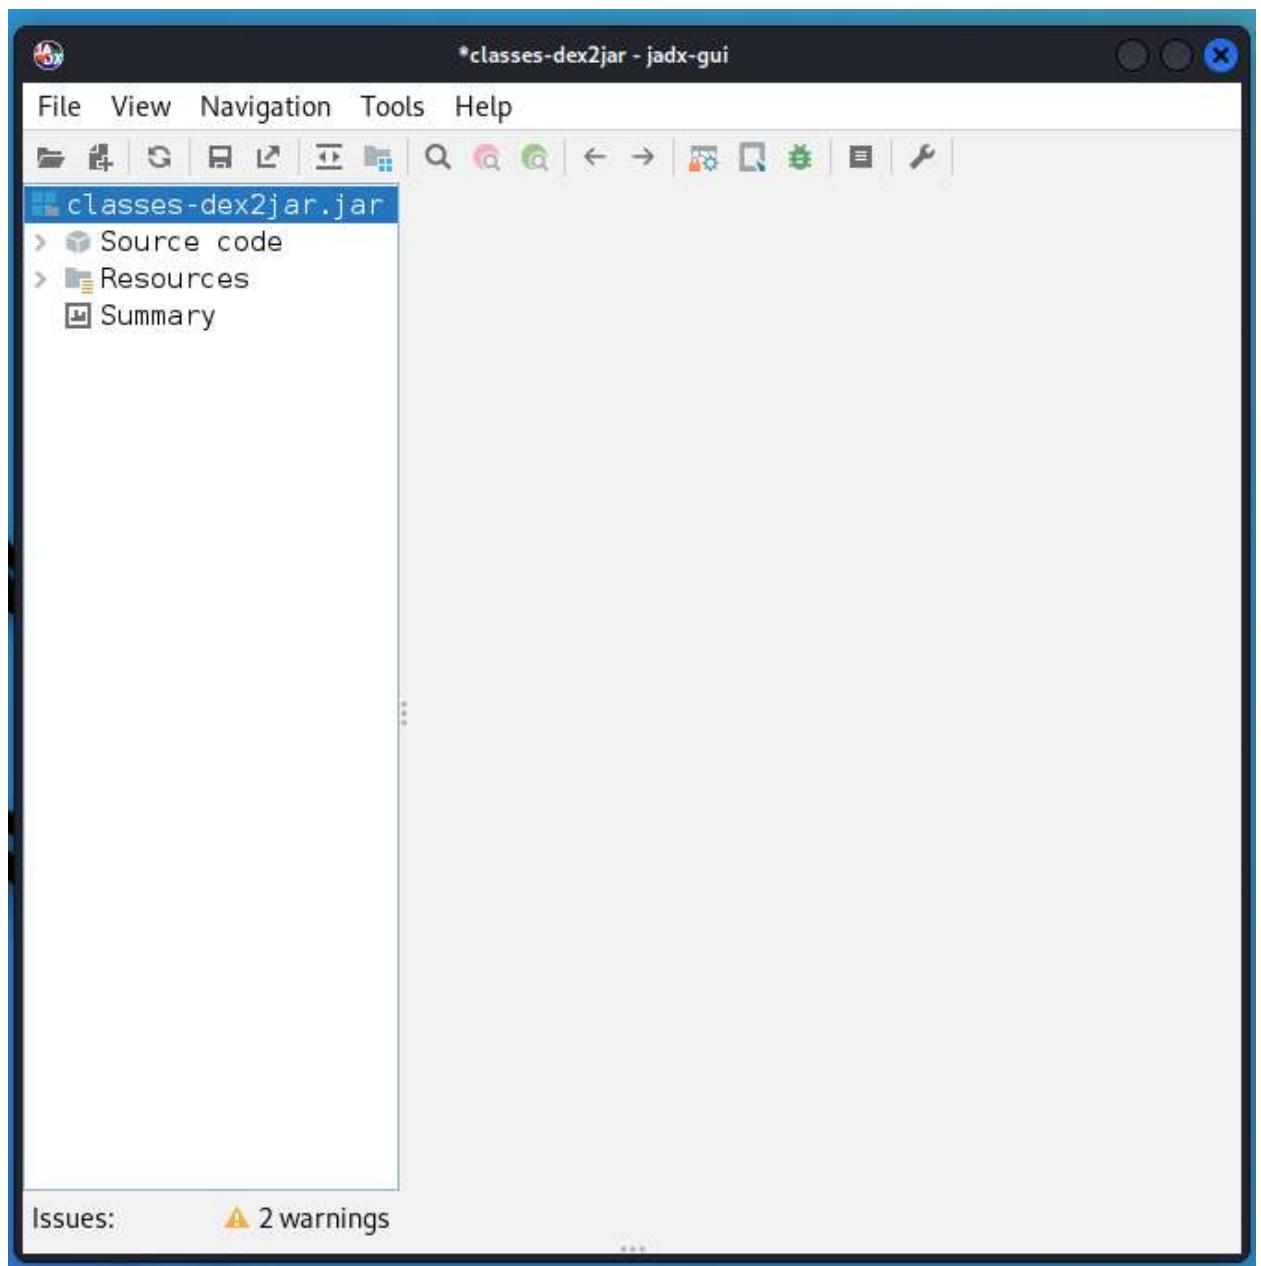 *classes-dex2jar - jadx-gui
File View Navigation Tools Help
classes-dex2jar.jar
Source code
Resources
Summary
Issues: 2 warnings